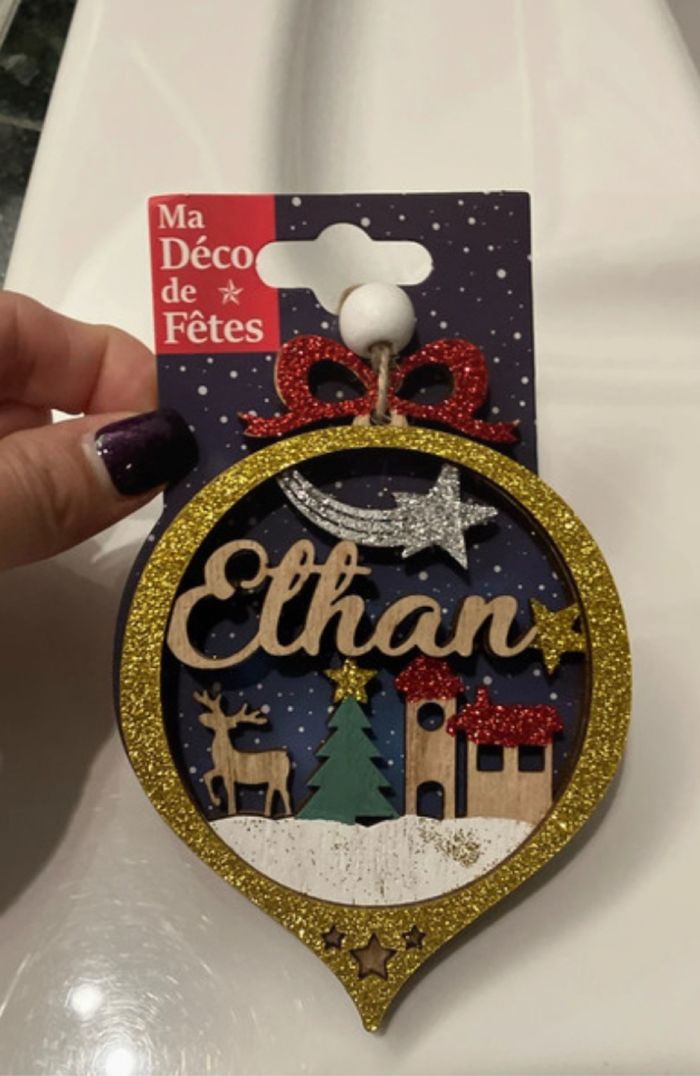 Ma
Déco
de
Fêtes
Ethan